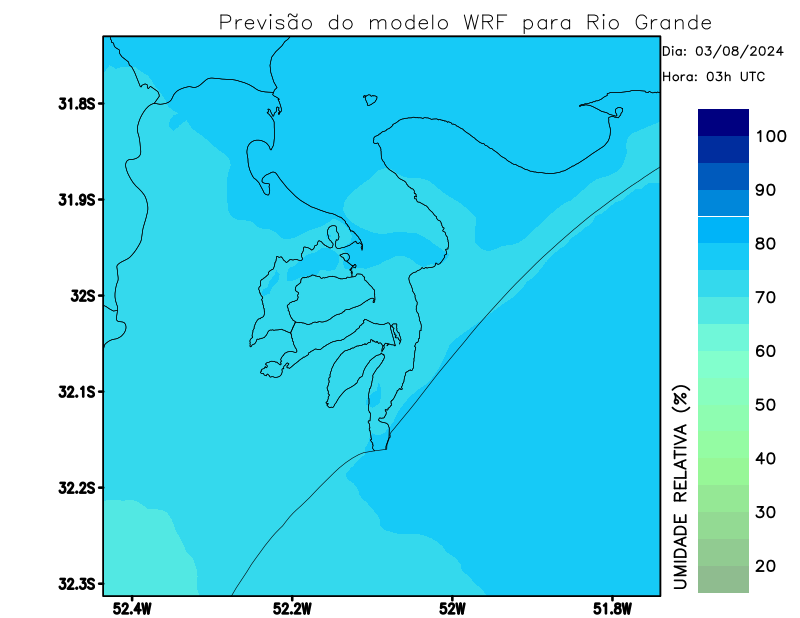 Previsão do modelo WRF para Rio Grande
Dia: 03/08/2024
Hora: 03h UTC
31.8S
31.9S
32S
32.1S
32.2S
32.3S
52.4W
52.2W
52W
51.8W
100
90
80
70
60
50
40
30
20
UMIDADE RELATIVA (%)